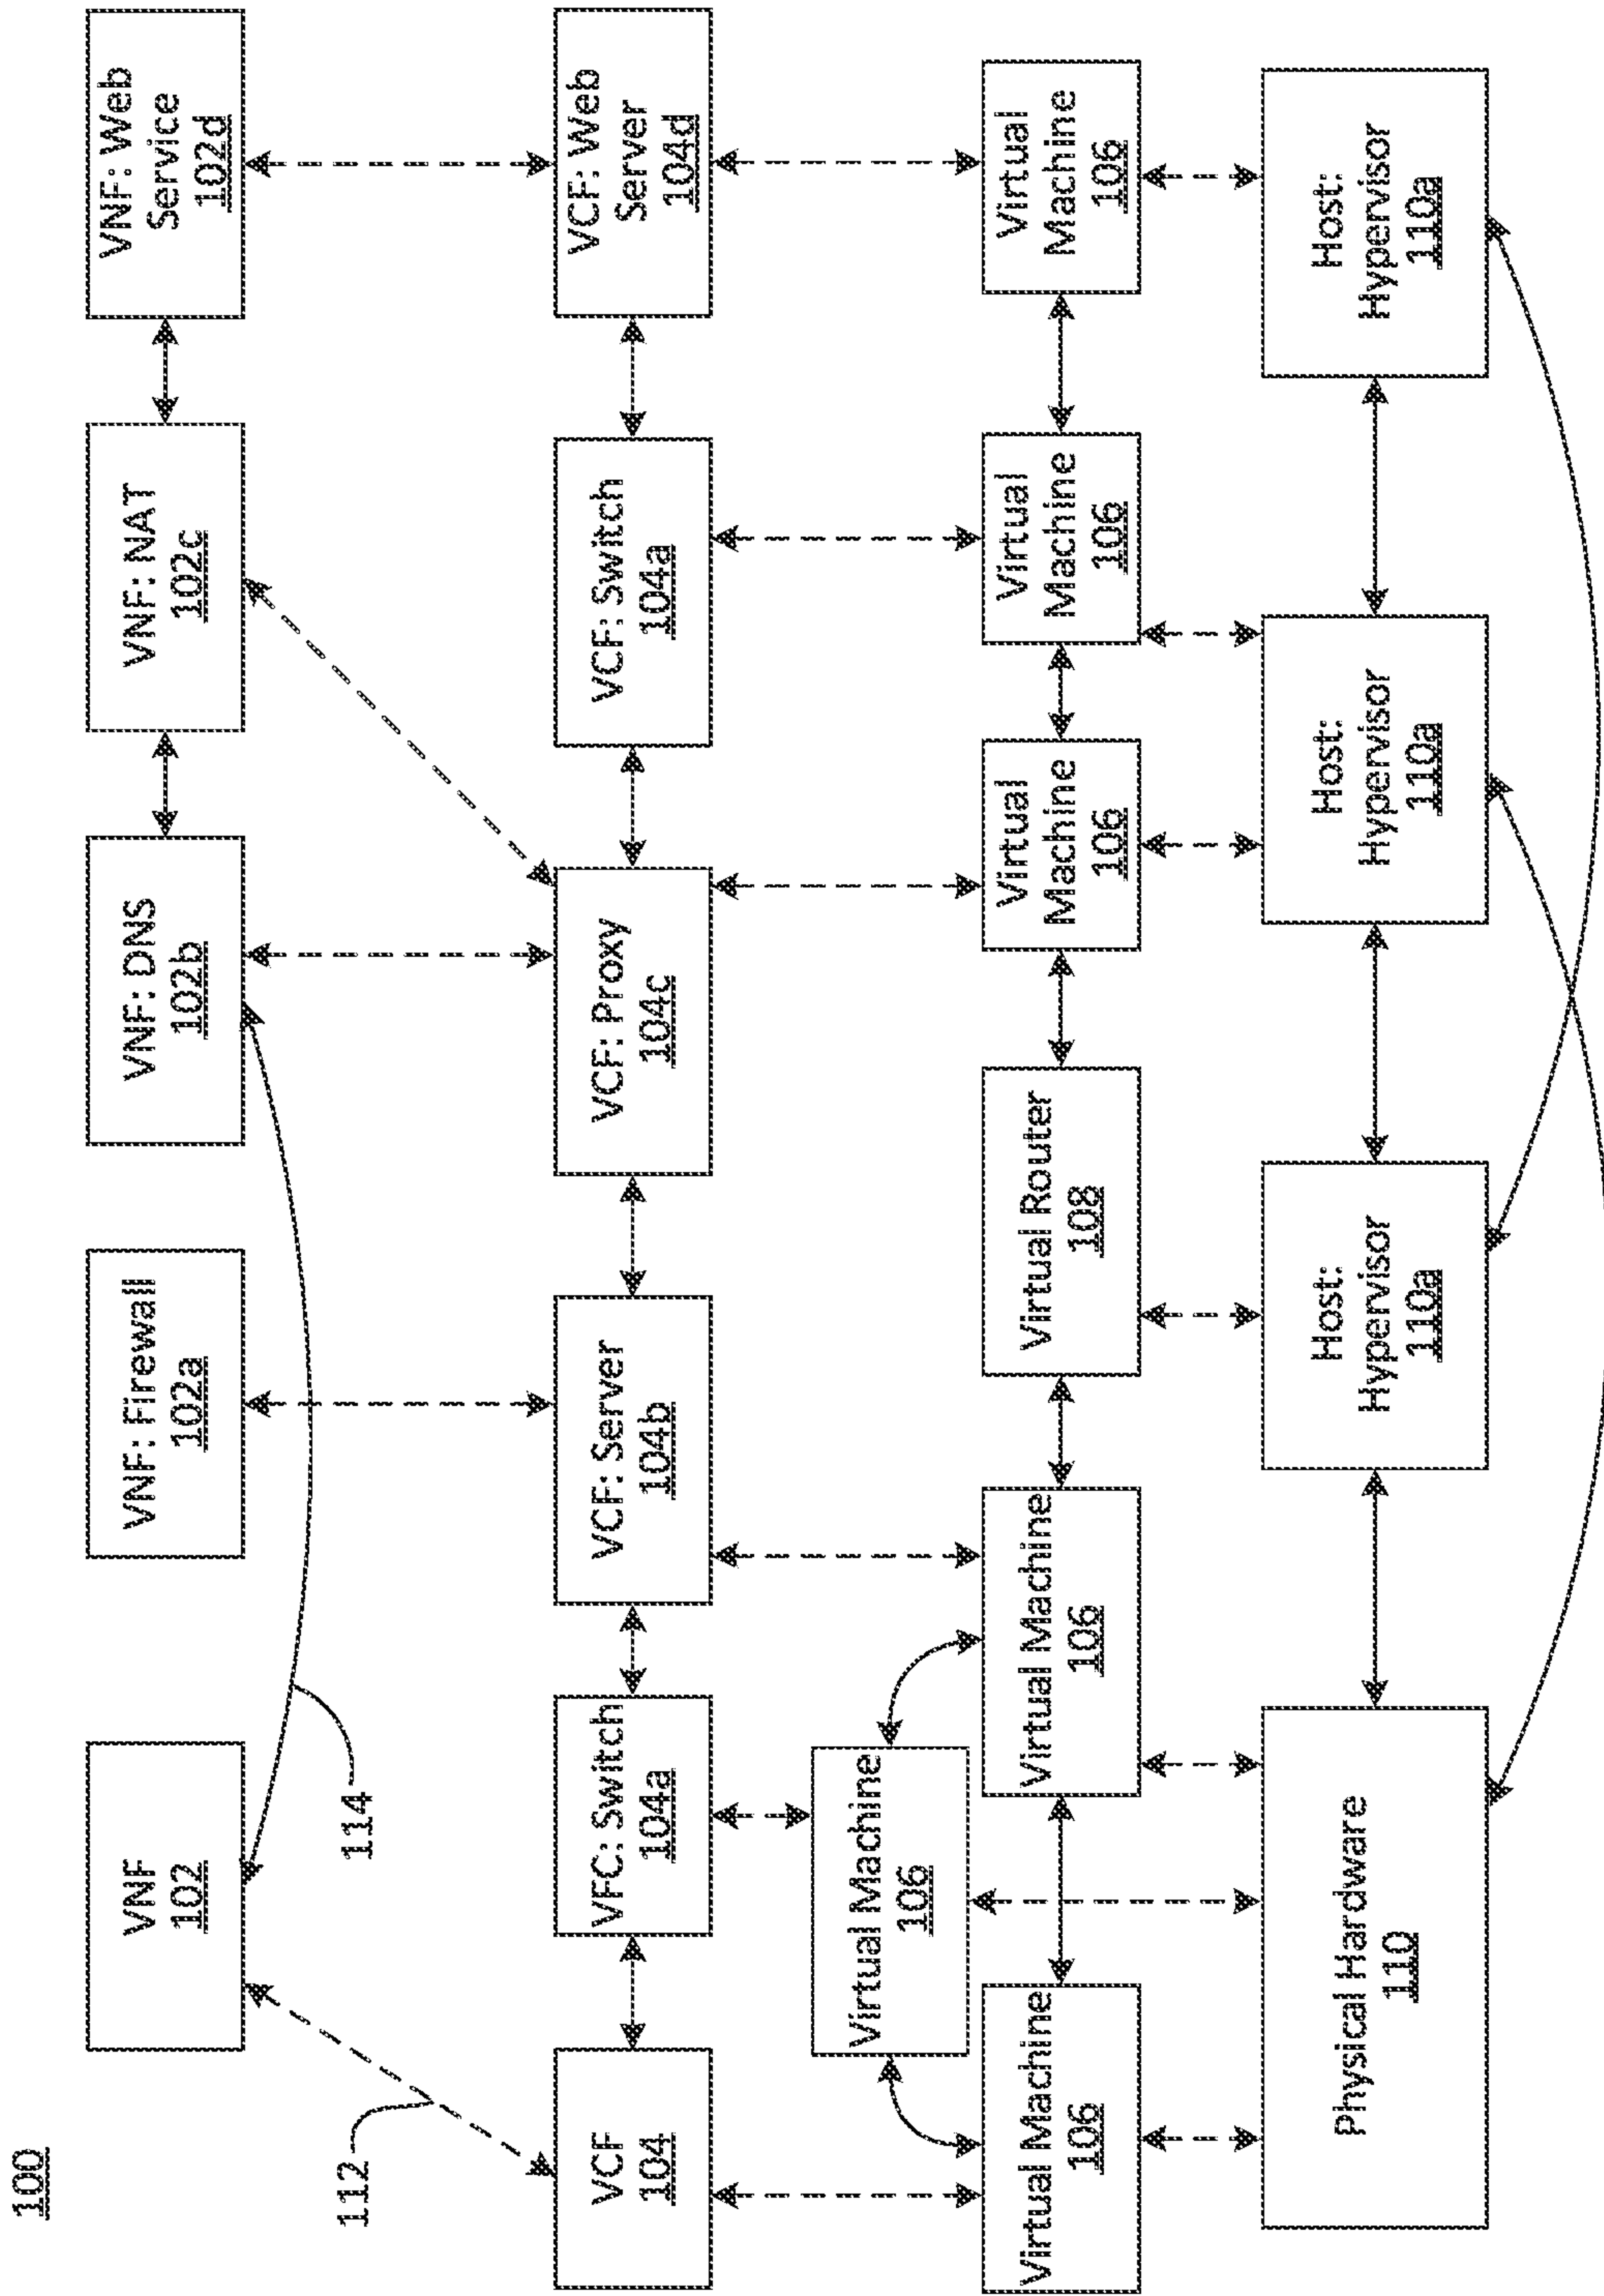 100
VNF
102
VNF: Firewall
102a
VNF: DNS
102b
VNF: NAT
102c
VNF: Web
Service
102d
112
114
VCF
104
VFC: Switch
104a
VCF: Server
104b
VCF: Proxy
104c
VCF: Switch
104a
VCF: Web
Server
104d
Virtual Machine
106
Virtual Machine
106
Virtual Machine
106
Virtual Router
108
Virtual
Machine
106
Virtual
Machine
106
Virtual
Machine
106
Physical Hardware
110
Host:
Hypervisor
110a
Host:
Hypervisor
110a
Host:
Hypervisor
110a